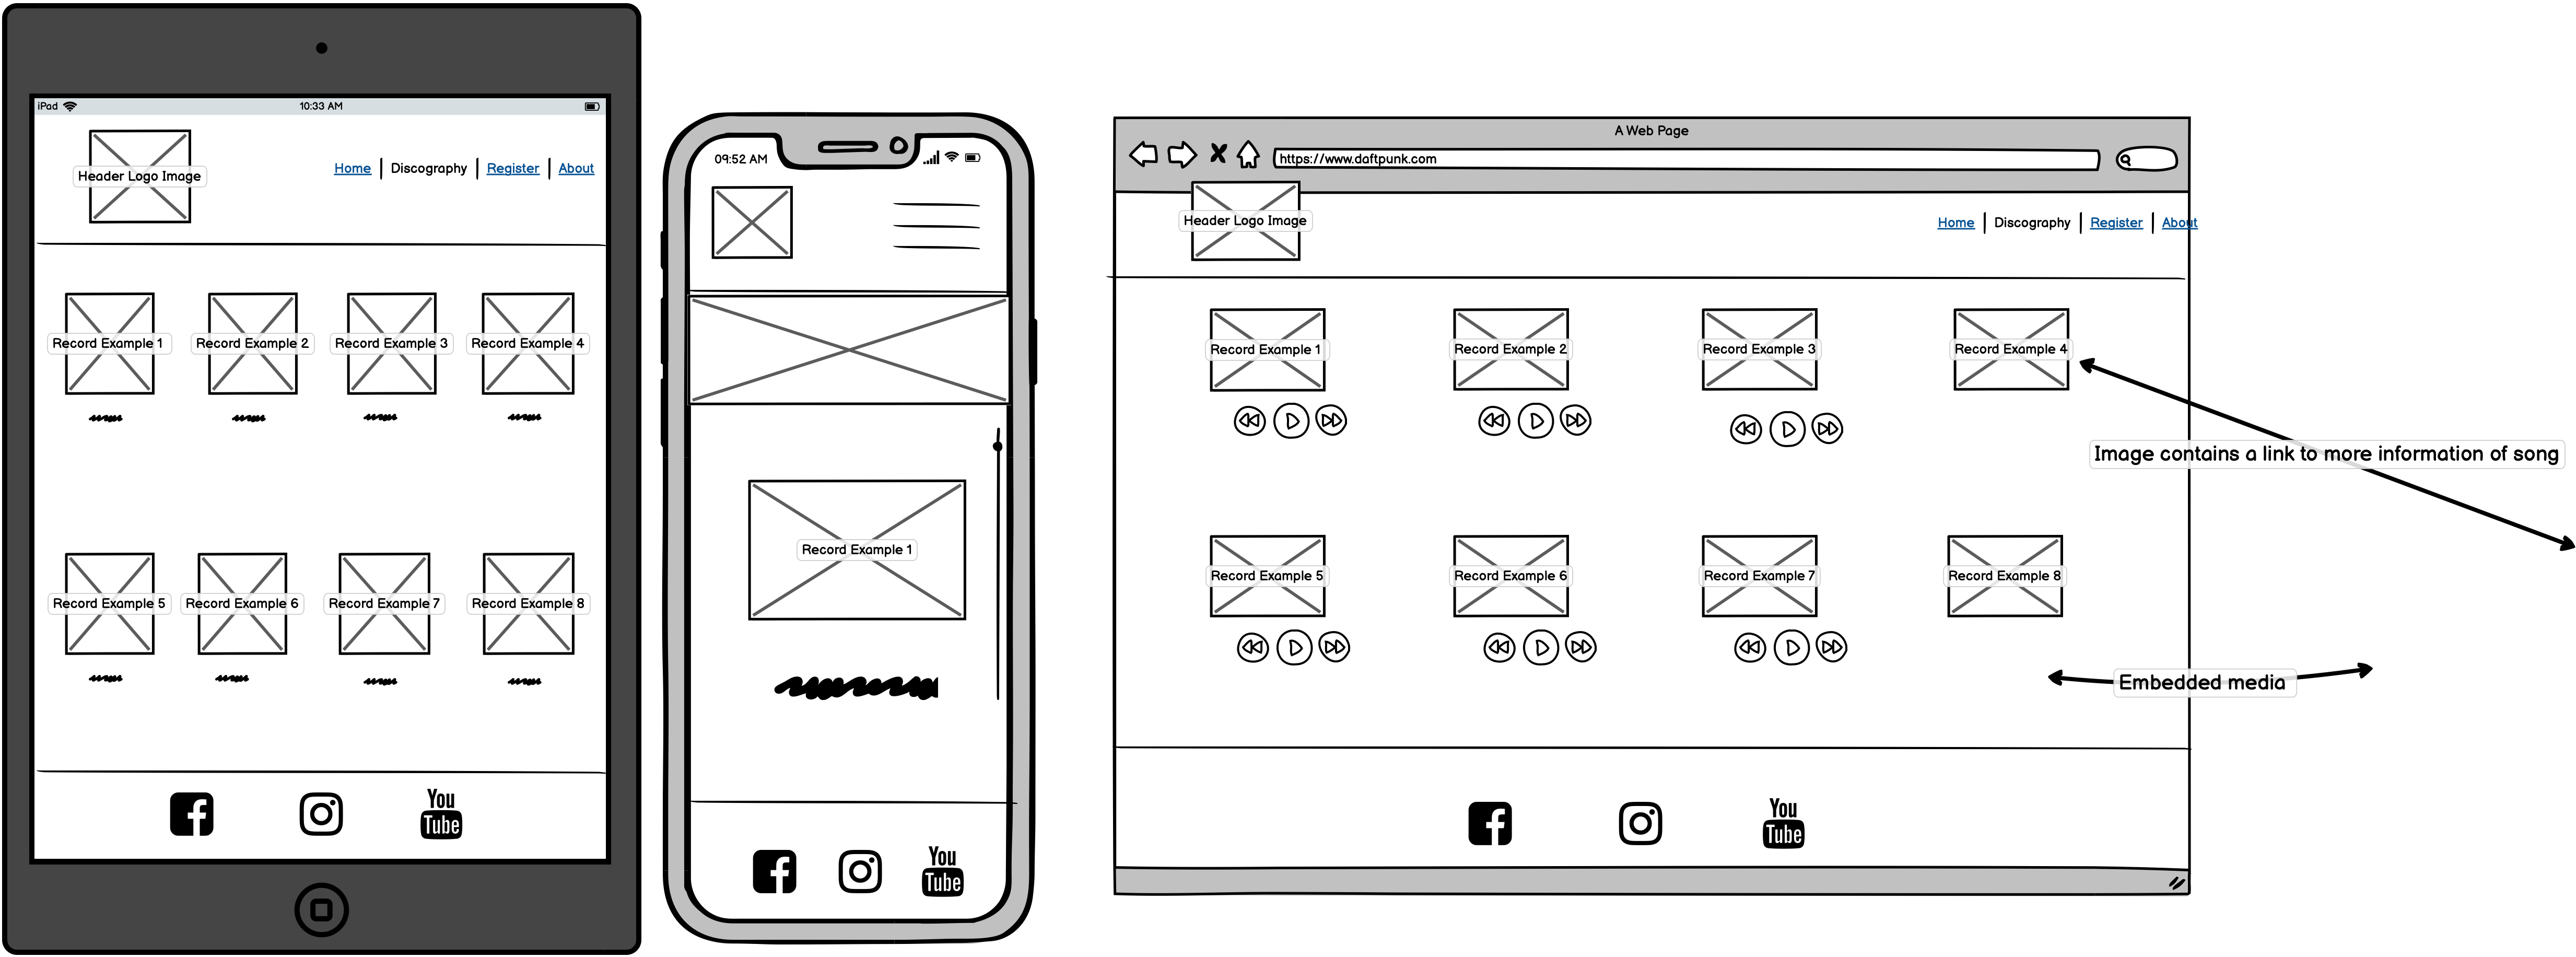 iPad
10:33 AM
Header Logo Image
Home
Discography
Register
About
Record Example 1
Record Example 2
Record Example 3
Record Example 4
Record Example 5
Record Example 6
Record Example 7
Record Example 8
You
Tube
09:52 AM
Record Example 1
You
Tube
A Web Page
https://www.daftpunk.com
Header Logo Image
Home
Discography
Register
About
Record Example 1
Record Example 2
Record Example 3
Record Example 4
Image contains a link to more information of song
Record Example 5
Record Example 6
Record Example 7
Record Example 8
Embedded media
You
Tube